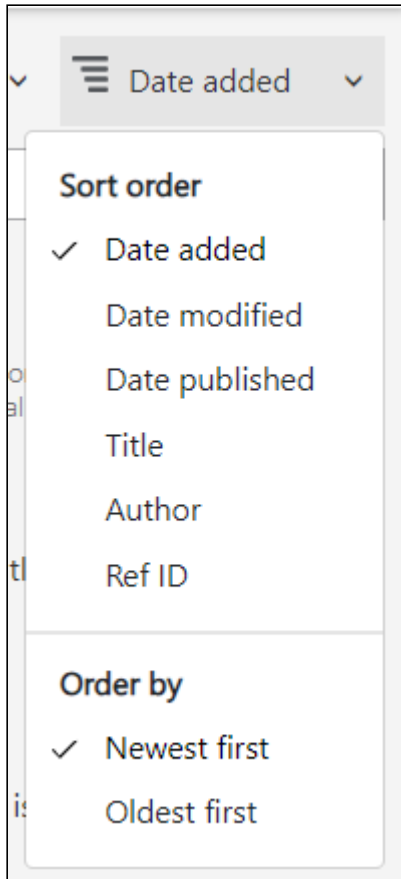 Date added
Sort order
Date added
Date modified
Date published
Title
Author
Ref ID
Order by
Newest first
Oldest first